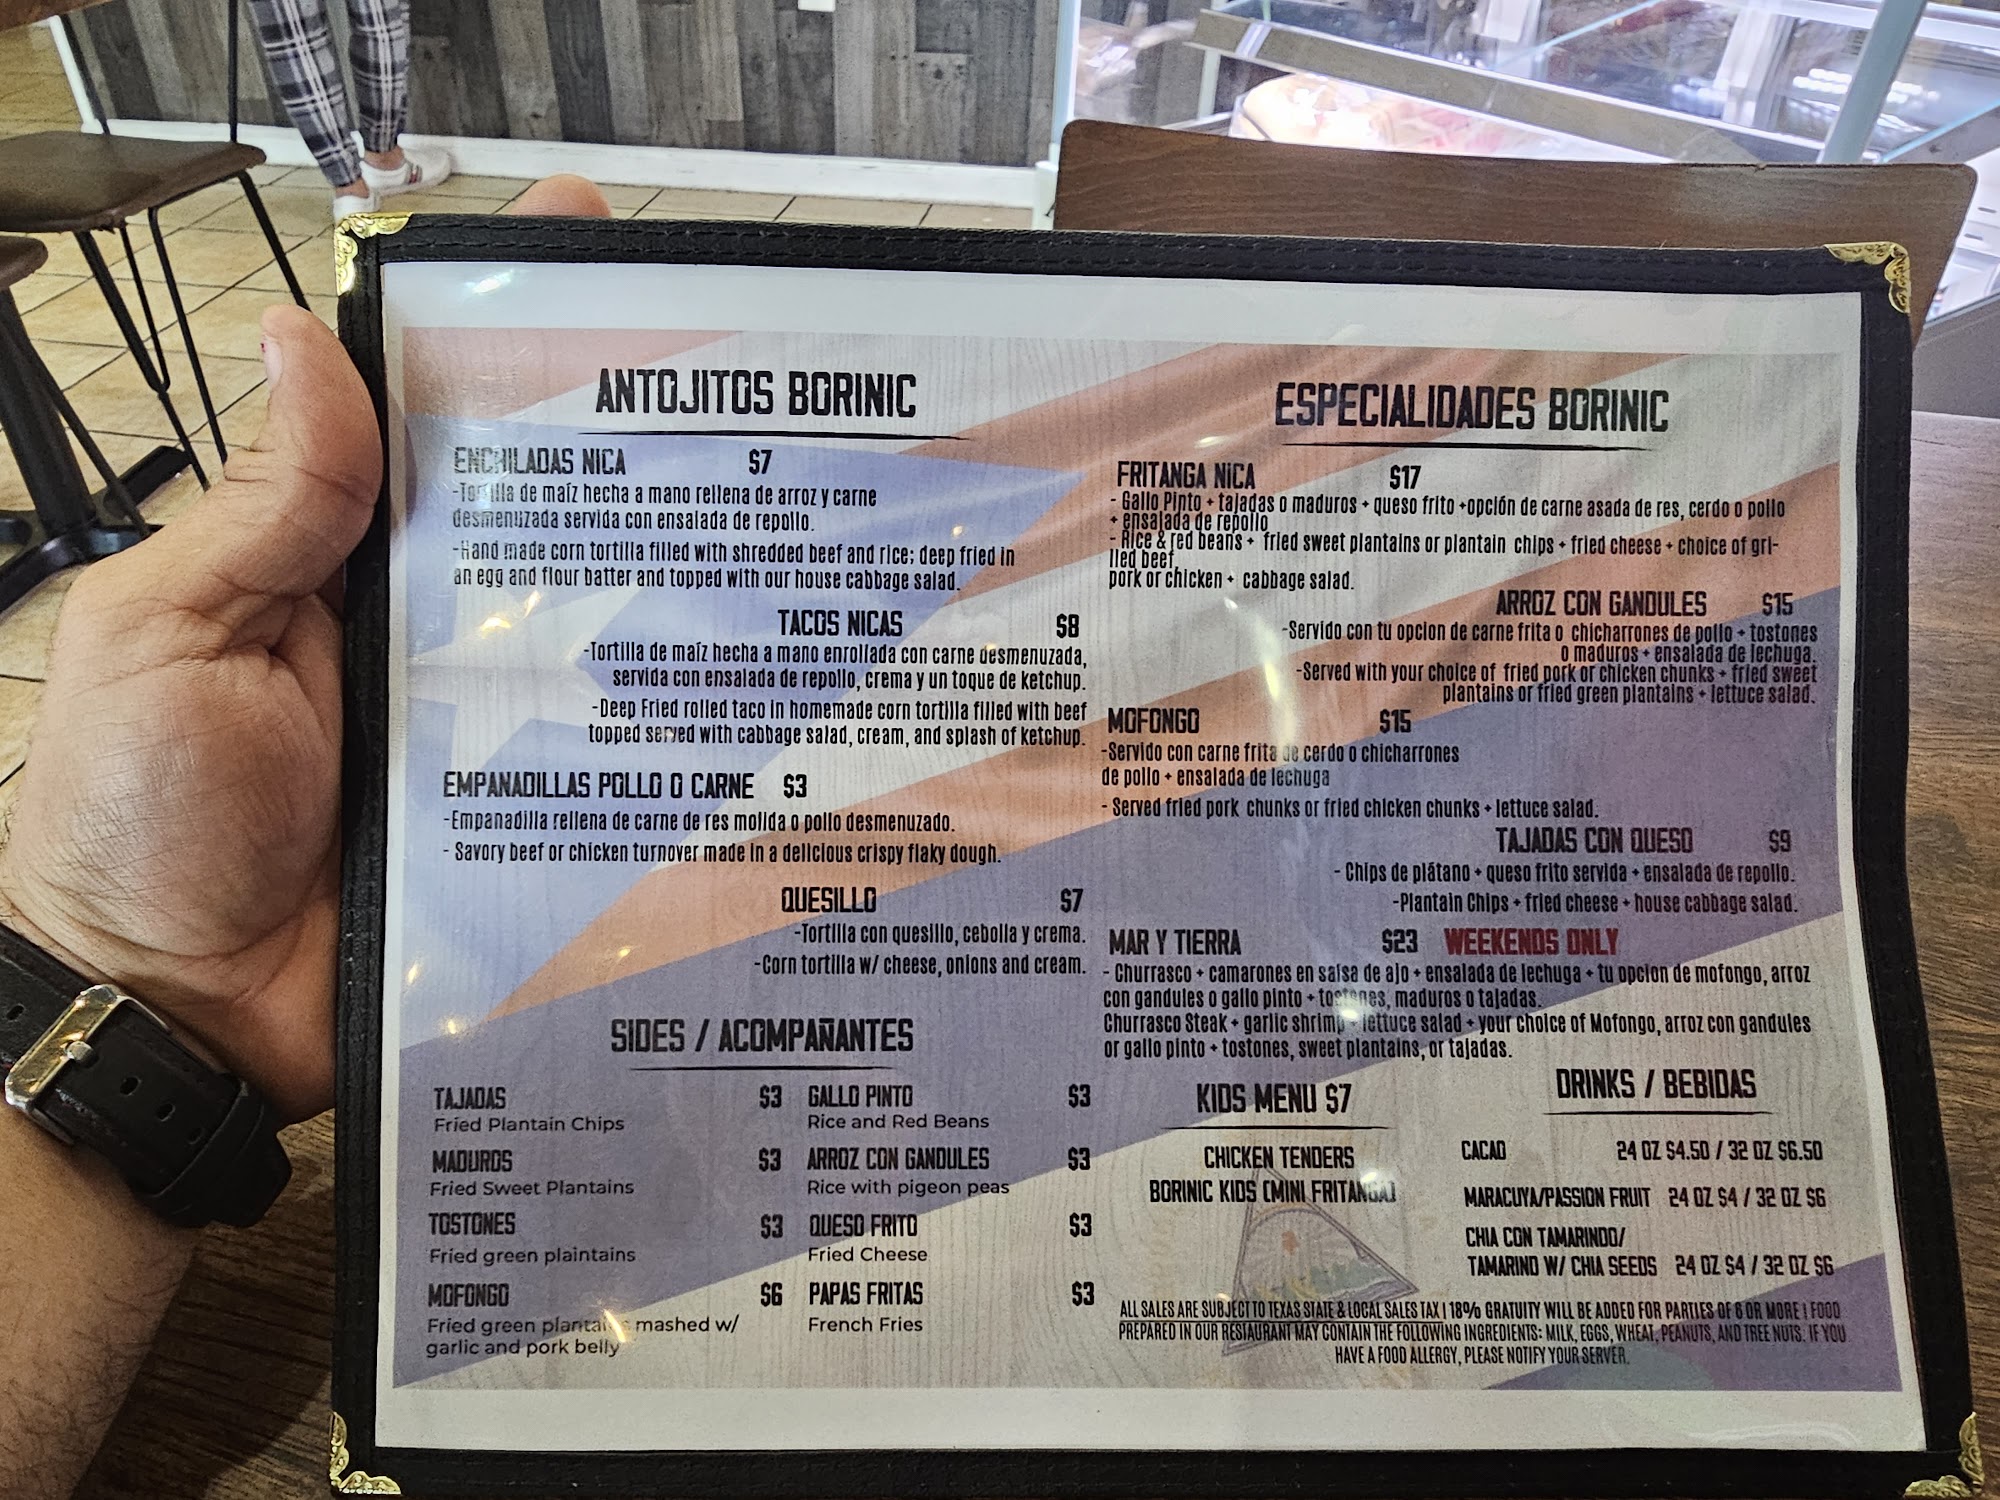 ANTOJITOS BORINIC
ENCHILADAS NICA $7
-Tortilla de maíz hecha a mano rellena de arroz y carne
desmenuzada servida con ensalada de repollo.
-Hand made corn tortilla filled with shredded beef and rice; deep fried in
an egg and flour batter and topped with our house cabbage salad.
TACOS NICAS $8
-Tortilla de maíz hecha a mano enrollada con carne desmenuzada,
servida con ensalada de repollo, crema y un toque de ketchup.
-Deep Fried rolled taco in homemade corn tortilla filled with beef
topped served with cabbage salad, cream, and splash of ketchup.
EMPANADILLAS POLLO O CARNE $3
-Empanadilla rellena de carne de res molida o pollo desmenuzado.
- Savory beef or chicken turnover made in a delicious crispy flaky dough.
QUESILLO $7
-Tortilla con quesillo, cebolla y crema.
-Corn tortilla w/ cheese, onions and cream.
SIDES / ACOMPAÑANTES
TAJADAS $3
Fried Plantain Chips
MADUROS $3
Fried Sweet Plantains
TOSTONES $3
Fried green plaintains
MOFONGO $6
Fried green plantains mashed w/
garlic and pork belly
GALLO PINTO $3
Rice and Red Beans
ARROZ CON GANDULES $3
Rice with pigeon peas
QUESO FRITO $3
Fried Cheese
PAPAS FRITAS $3
French Fries
ESPECIALIDADES BORINIC
FRITANGA NICA $17
- Gallo Pinto + tajadas o maduros + queso frito +opción de carne asada de res, cerdo o pollo
+ ensalada de repollo
- Rice & red beans + fried sweet plantains or plantain chips + fried cheese + choice of gri-
lled beef,
pork or chicken + cabbage salad.
ARROZ CON GANDULES $15
-Servido con tu opcion de carne frita o chicharrones de pollo + tostones
o maduros + ensalada de lechuga.
-Served with your choice of fried pork or chicken chunks + fried sweet
plantains or fried green plantains + lettuce salad.
MOFONGO $15
-Servido con carne frita de cerdo o chicharrones
de pollo + ensalada de lechuga
- Served fried pork chunks or fried chicken chunks + lettuce salad.
TAJADAS CON QUESO $9
- Chips de plátano + queso frito servida + ensalada de repollo.
-Plantain Chips + fried cheese + house cabbage salad.
MAR Y TIERRA $23 WEEKENDS ONLY
- Churrasco + camarones en salsa de ajo + ensalada de lechuga + tu opcion de mofongo, arroz
con gandules o gallo pinto + tostones, maduros o tajadas.
Churrasco Steak + garlic shrimp + lettuce salad + your choice of Mofongo, arroz con gandules
or gallo pinto + tostones, sweet plantains, or tajadas.
KIDS MENU $7
CHICKEN TENDERS
BORINIC KIDS (MINI FRITANGA)
DRINKS / BEBIDAS
CACAO 24 OZ $4.50 / 32 OZ $6.50
MARACUYA/PASSION FRUIT 24 OZ $4 / 32 OZ $6
CHIA CON TAMARINDO/
TAMARIND W/ CHIA SEEDS 24 OZ $4 / 32 OZ $6
ALL SALES ARE SUBJECT TO TEXAS STATE & LOCAL SALES TAX | 18% GRATUITY WILL BE ADDED FOR PARTIES OF 6 OR MORE | FOOD
PREPARED IN OUR RESTAURANT MAY CONTAIN THE FOLLOWING INGREDIENTS: MILK, EGGS, WHEAT, PEANUTS, AND TREE NUTS. IF YOU
HAVE A FOOD ALLERGY, PLEASE NOTIFY YOUR SERVER.